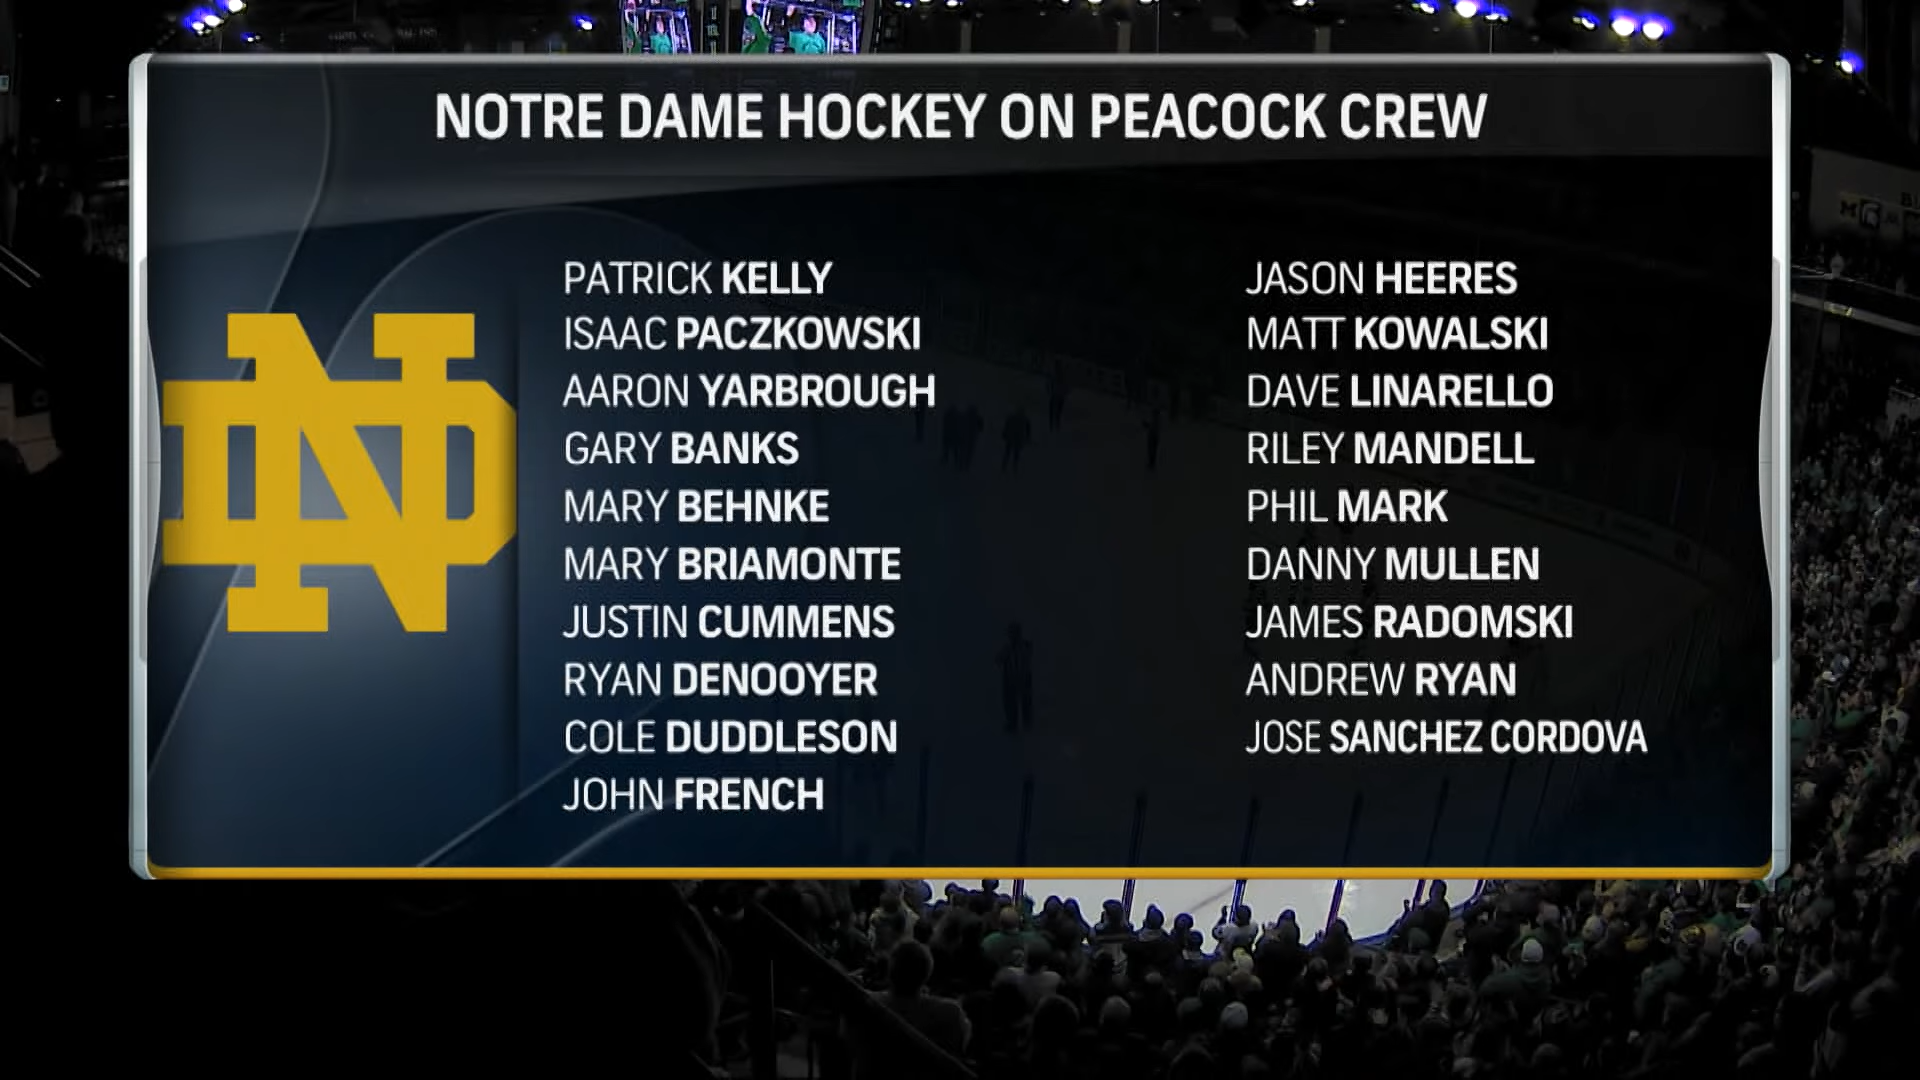 NOTRE DAME HOCKEY ON PEACOCK CREW
PATRICK KELLY
ISAAC PACZKOWSKI
AARON YARBROUGH
GARY BANKS
MARY BEHNKE
MARY BRIAMONTE
JUSTIN CUMMENS
RYAN DENOOYER
COLE DUDDLESON
JOHN FRENCH
JASON HEERES
MATT KOWALSKI
DAVE LINARELLO
RILEY MANDELL
PHIL MARK
DANNY MULLEN
JAMES RADOMSKI
ANDREW RYAN
JOSE SANCHEZ CORDOVA
ND